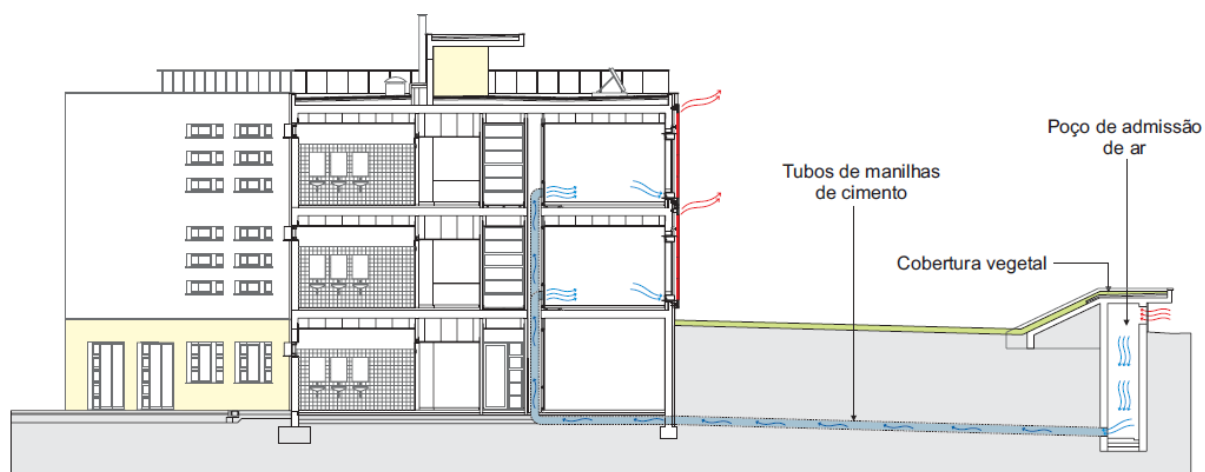 Poço de admissão
de ar
Tubos de manilhas
de cimento
Cobertura vegetal